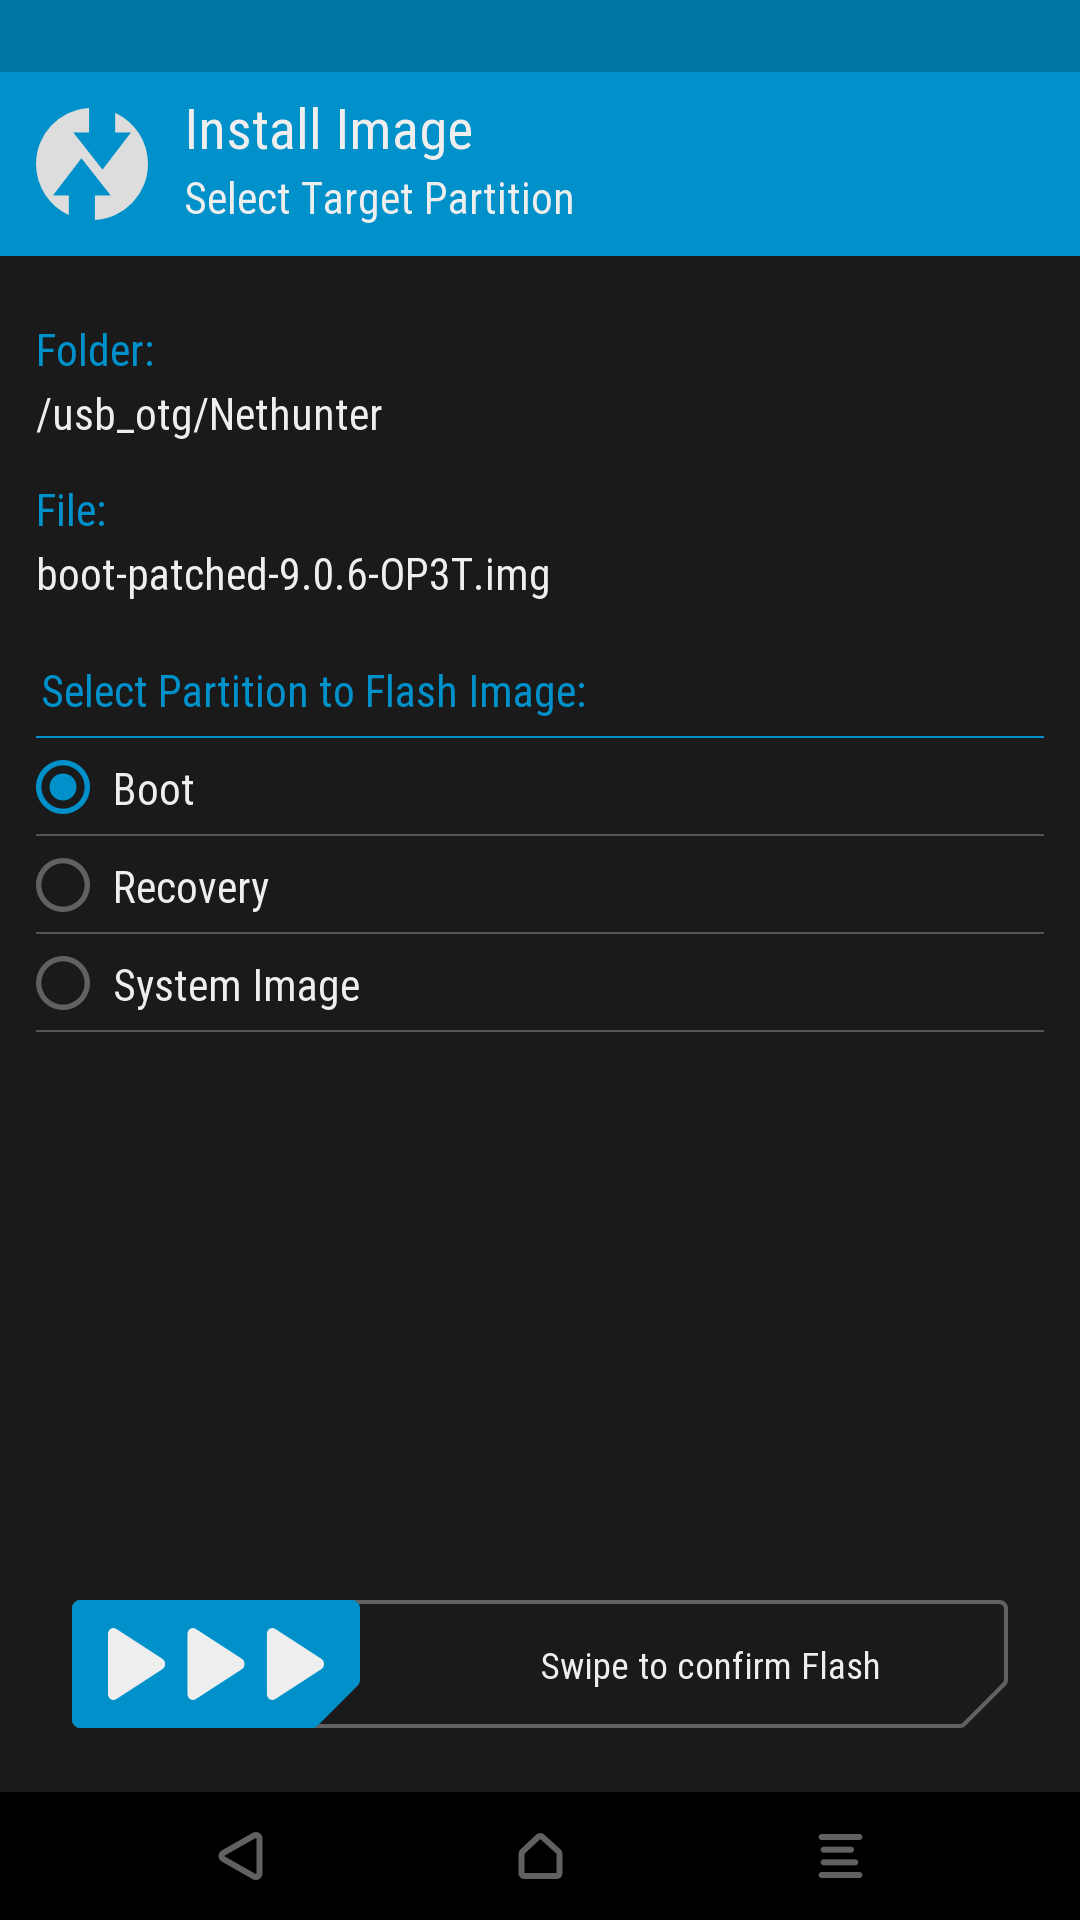 Install Image
Select Target Partition
Folder:
/usb_otg/Nethunter
File:
boot-patched-9.0.6-OP3T.img
Select Partition to Flash Image:
Boot
Recovery
System Image
Swipe to confirm Flash